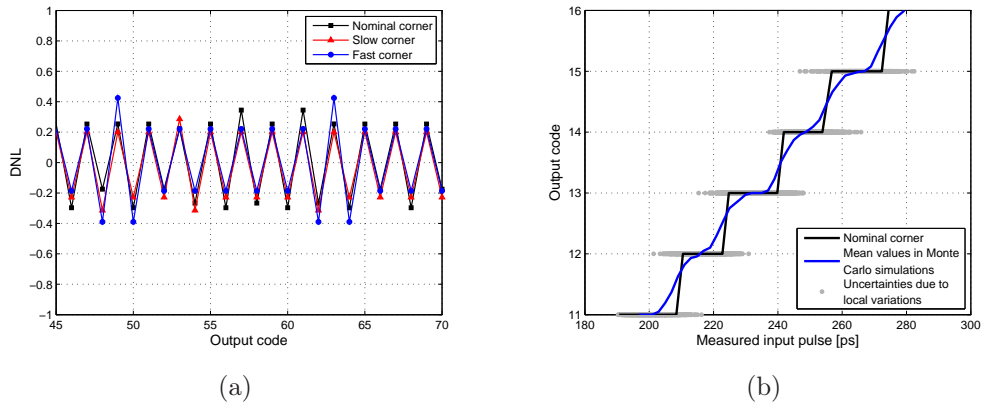 1
0.8
0.6
0.4
0.2
0
−0.2
−0.4
−0.6
−0.8
−1
DNL
45 50 55 60 65 70
Output code
Nominal corner
Slow corner
Fast corner
(a)
16
15
14
13
12
11
Output code
180 200 220 240 260 280 300
Measured input pulse [ps]
Nominal corner
Mean values in Monte
Carlo simulations
Uncertainties due to
local variations
(b)